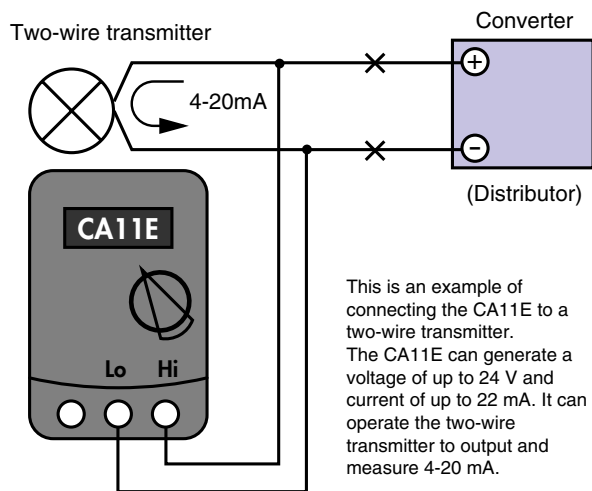 Converter
Two-wire transmitter
+
4-20mA
−
(Distributor)
CA11E
This is an example of
connecting the CA11E to a
two-wire transmitter.
The CA11E can generate a
voltage of up to 24 V and
current of up to 22 mA. It can
operate the two-wire
transmitter to output and
measure 4-20 mA.
Lo Hi